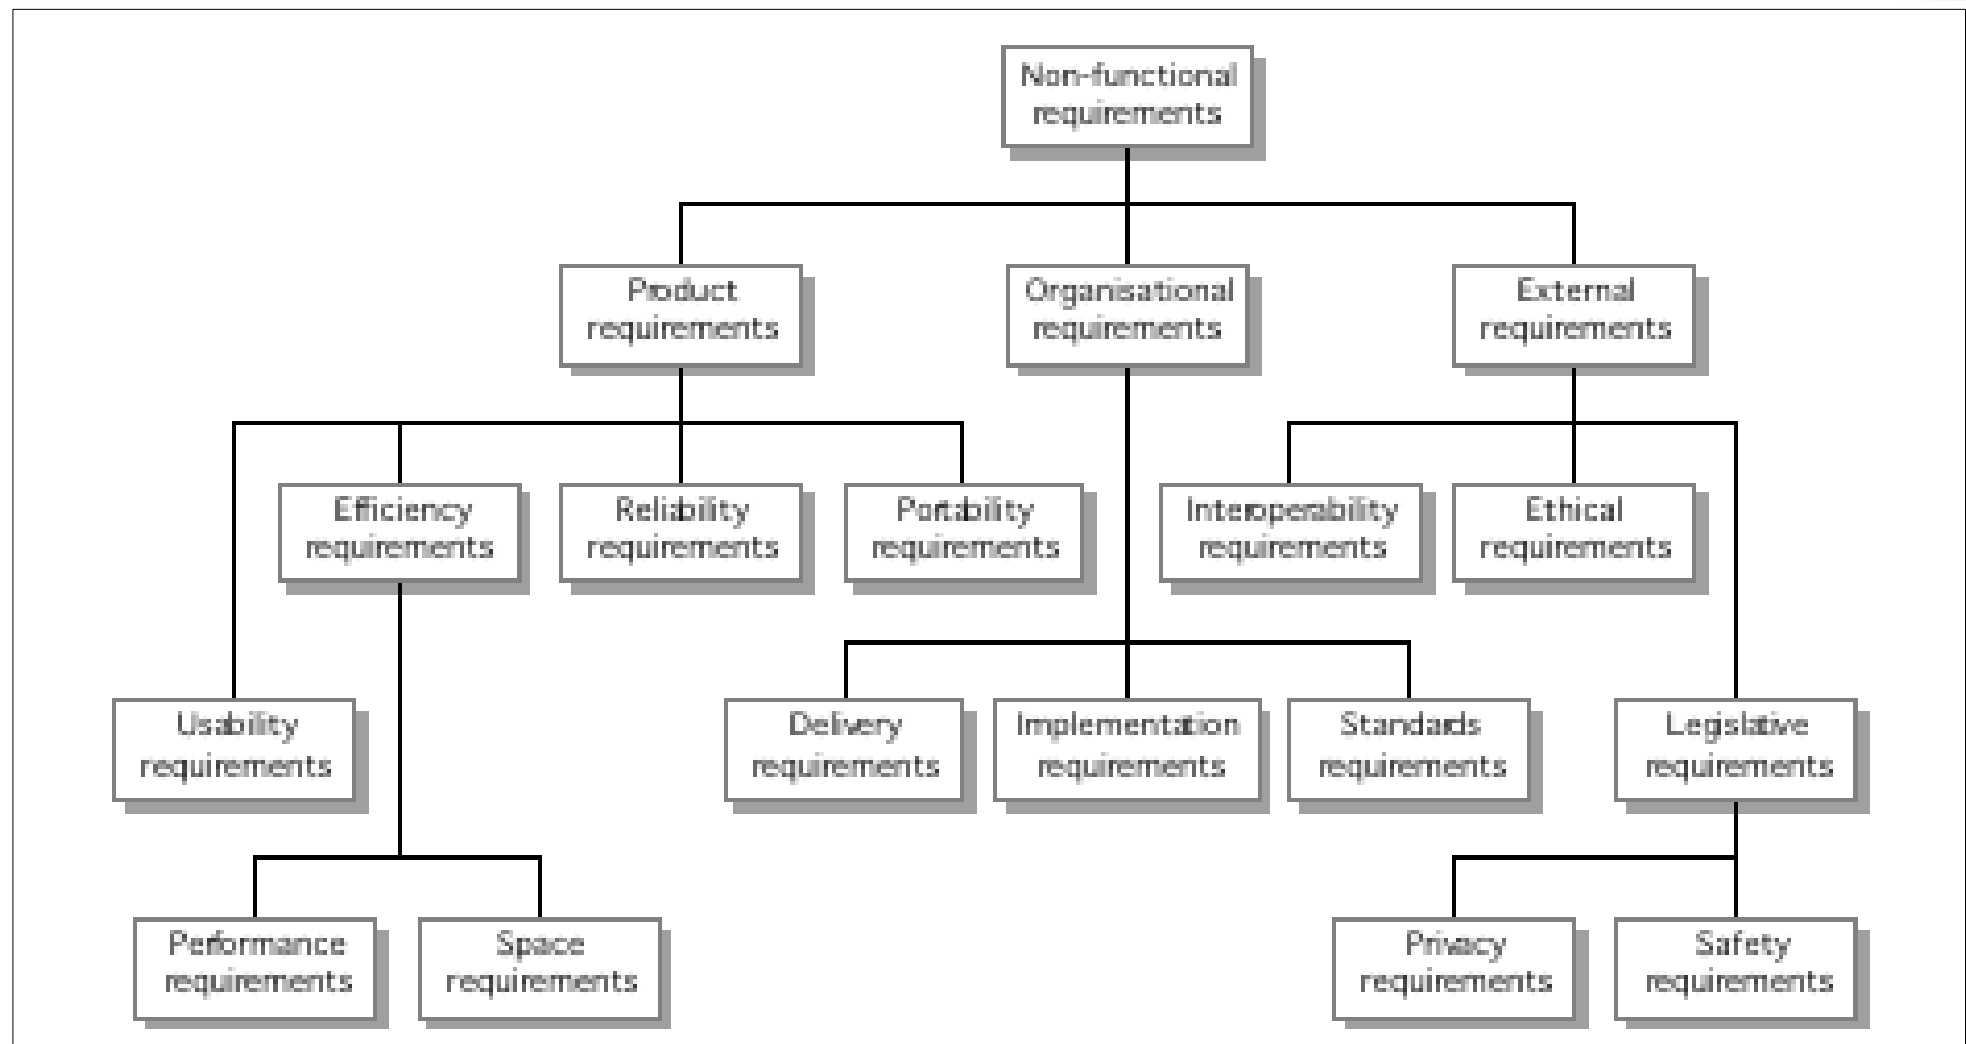 Non-functional
requirements
Product
requirements
Organisational
requirements
External
requirements
Efficiency
requirements
Reliability
requirements
Portability
requirements
Interoperability
requirements
Ethical
requirements
Usability
requirements
Delivery
requirements
Implementation
requirements
Standards
requirements
Legislative
requirements
Performance
requirements
Space
requirements
Privacy
requirements
Safety
requirements